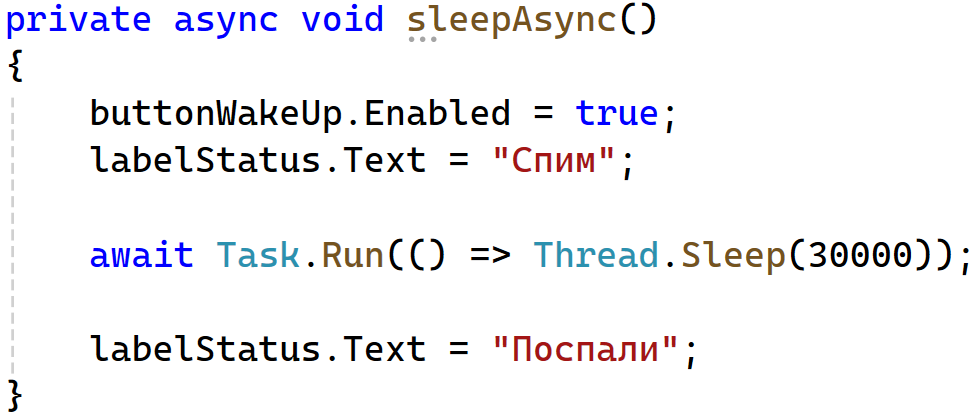 private async void sleepAsync()
{
    buttonWakeUp.Enabled = true;
    labelStatus.Text = "Спим";
    await Task.Run(() => Thread.Sleep(30000));
    labelStatus.Text = "Поспали";
}